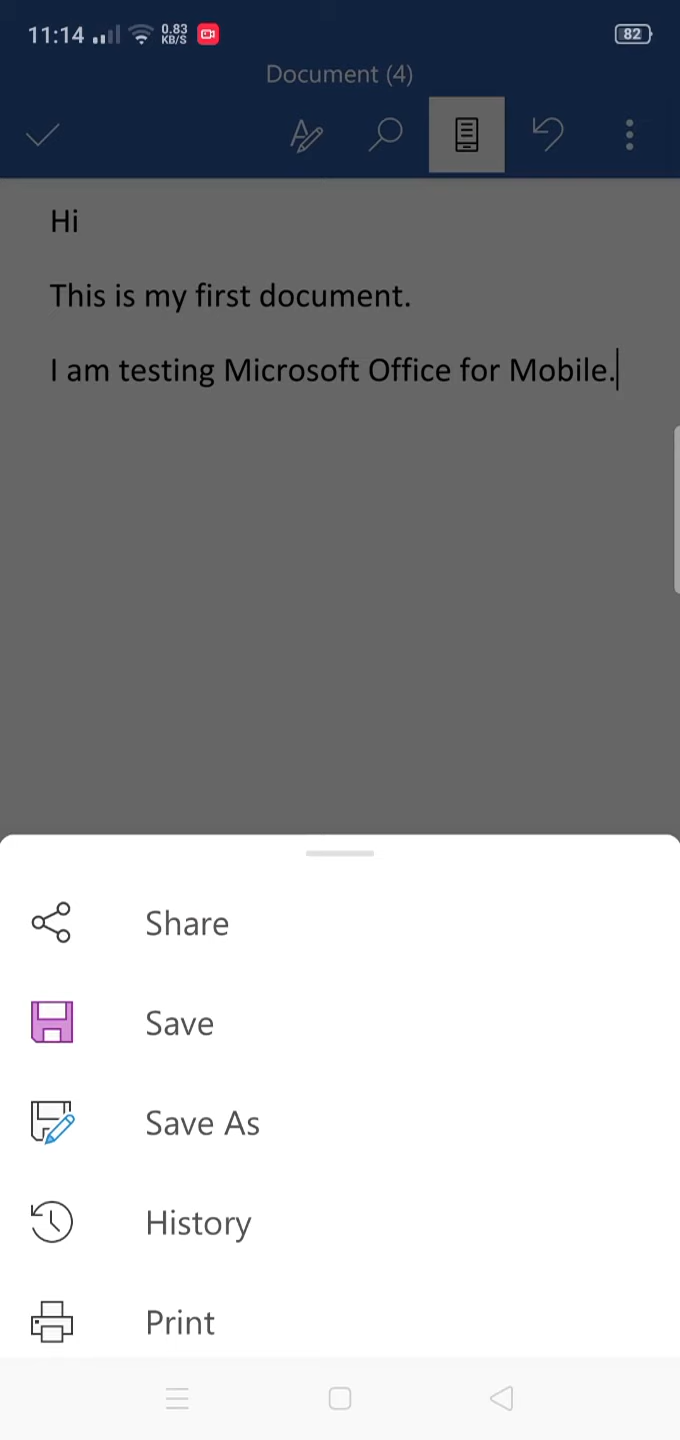 11:14 0.83 KB/S 82
Document (4)
Hi
This is my first document.
I am testing Microsoft Office for Mobile.
Share
Save
Save As
History
Print